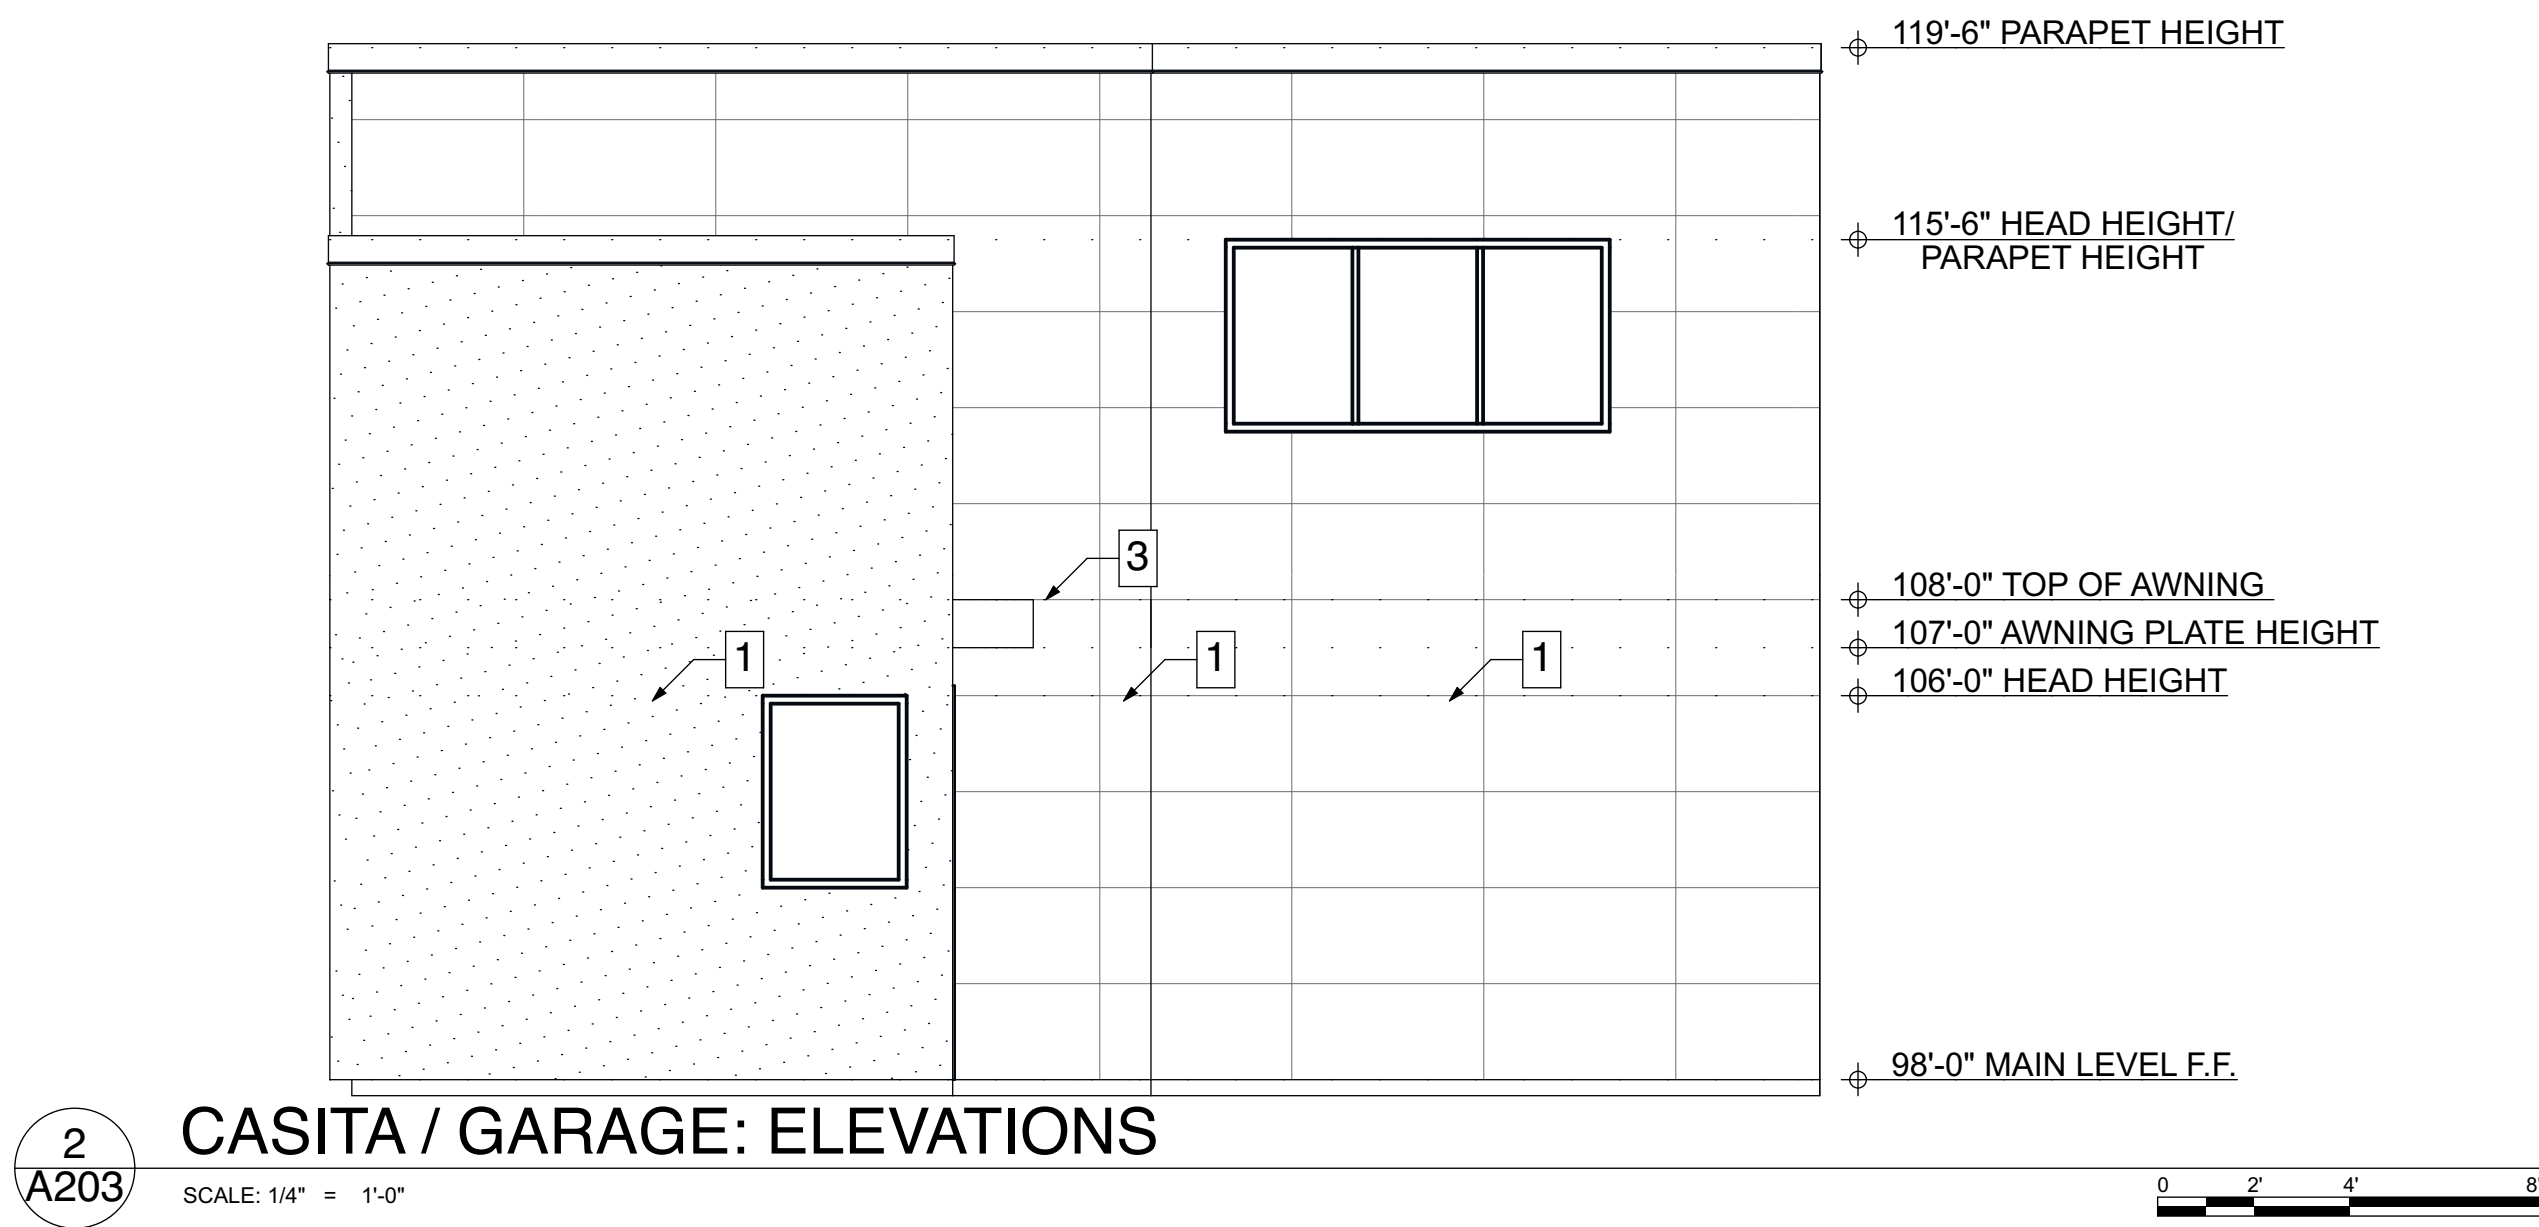 119'-6" PARAPET HEIGHT
115'-6" HEAD HEIGHT/
PARAPET HEIGHT
3
108'-0" TOP OF AWNING
1
1
1
107'-0" AWNING PLATE HEIGHT
106'-0" HEAD HEIGHT
98'-0" MAIN LEVEL F.F.
2
A203
CASITA / GARAGE: ELEVATIONS
SCALE: 1/4" = 1'-0"
0 2' 4' 8'